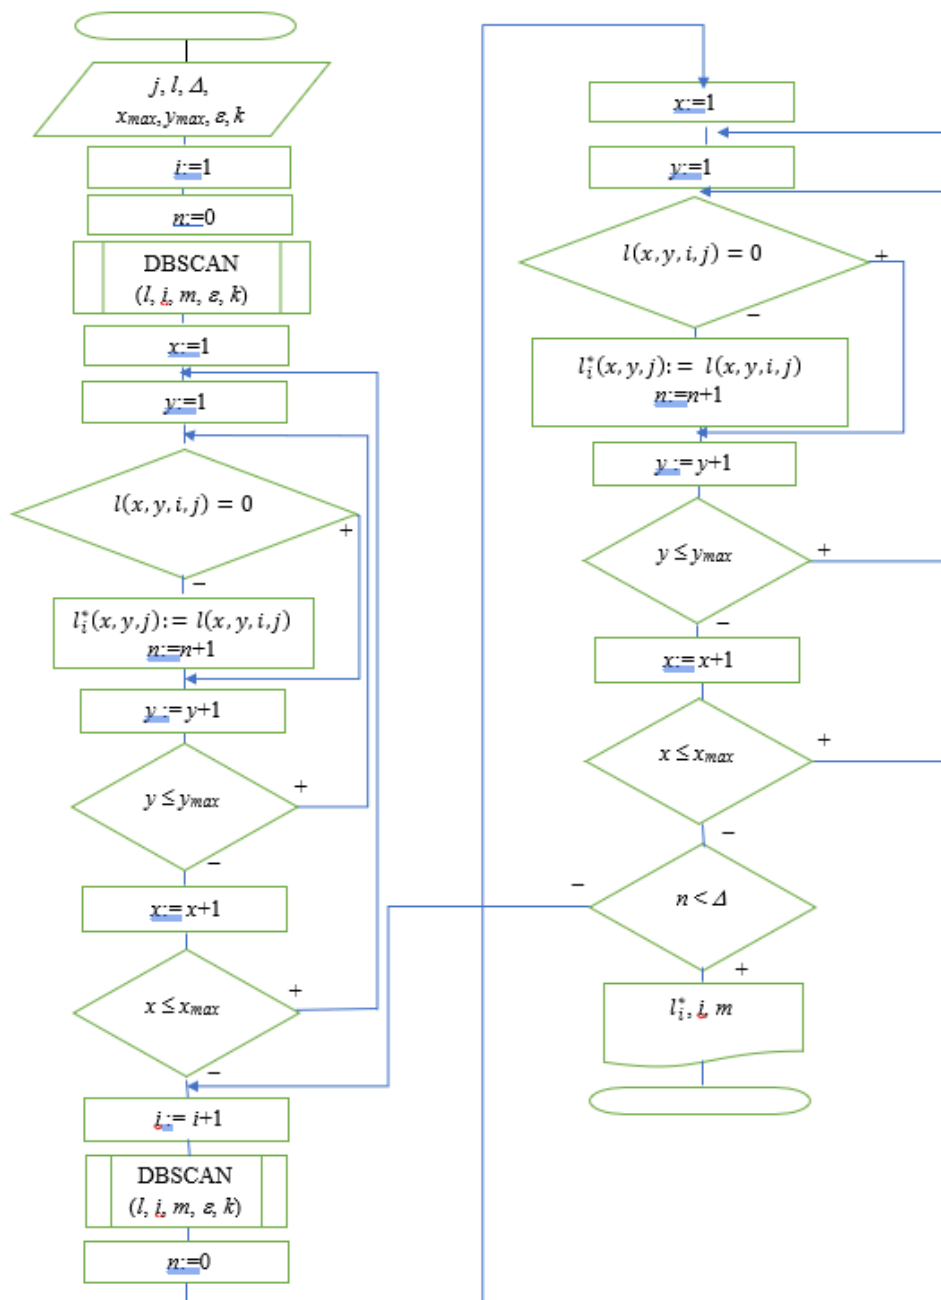 j, l, Δ,
xmax, ymax, ε, k
i:=1
n:=0
DBSCAN
(l, i, m, ε, k)
x:=1
y:=1
l(x, y, i, j) = 0
+
−
l*i(x, y, j) := l(x, y, i, j)
n:=n+1
y := y+1
y ≤ ymax
+
−
x:= x+1
x ≤ xmax
+
−
i := i+1
DBSCAN
(l, i, m, ε, k)
n:=0
x:=1
y:=1
l(x, y, i, j) = 0
+
−
l*i(x, y, j) := l(x, y, i, j)
n:=n+1
y := y+1
y ≤ ymax
+
−
x:= x+1
x ≤ xmax
+
−
n < Δ
−
+
l*i, i, m